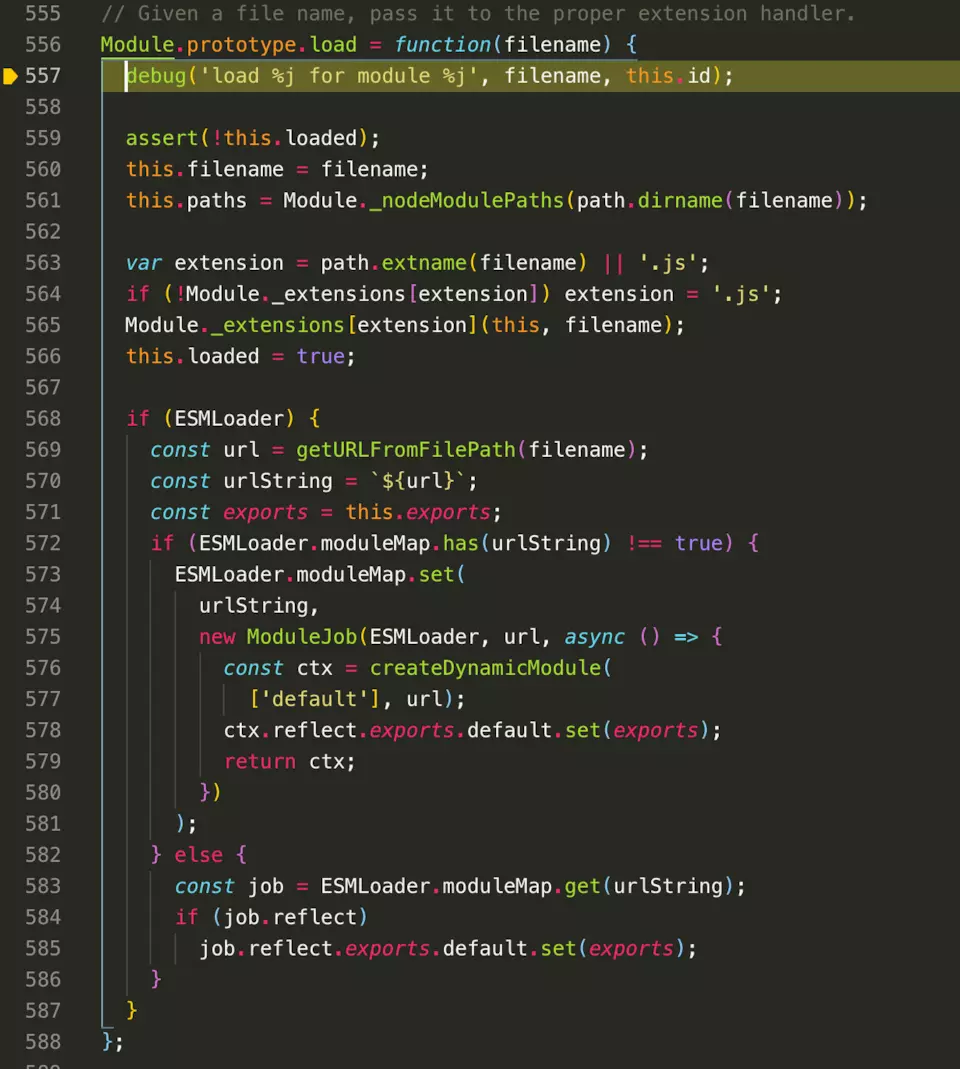 555 // Given a file name, pass it to the proper extension handler.
556 Module.prototype.load = function(filename) {
557   debug('load %j for module %j', filename, this.id);
558
559   assert(!this.loaded);
560   this.filename = filename;
561   this.paths = Module._nodeModulePaths(path.dirname(filename));
562
563   var extension = path.extname(filename) || '.js';
564   if (!Module._extensions[extension]) extension = '.js';
565   Module._extensions[extension](this, filename);
566   this.loaded = true;
567
568   if (ESMLoader) {
569     const url = getURLFromFilePath(filename);
570     const urlString = `${url}`;
571     const exports = this.exports;
572     if (ESMLoader.moduleMap.has(urlString) !== true) {
573       ESMLoader.moduleMap.set(
574         urlString,
575         new ModuleJob(ESMLoader, url, async () => {
576           const ctx = createDynamicModule(
577             ['default'], url);
578           ctx.reflect.exports.default.set(exports);
579           return ctx;
580         })
581       );
582     } else {
583       const job = ESMLoader.moduleMap.get(urlString);
584       if (job.reflect)
585         job.reflect.exports.default.set(exports);
586     }
587   }
588 };